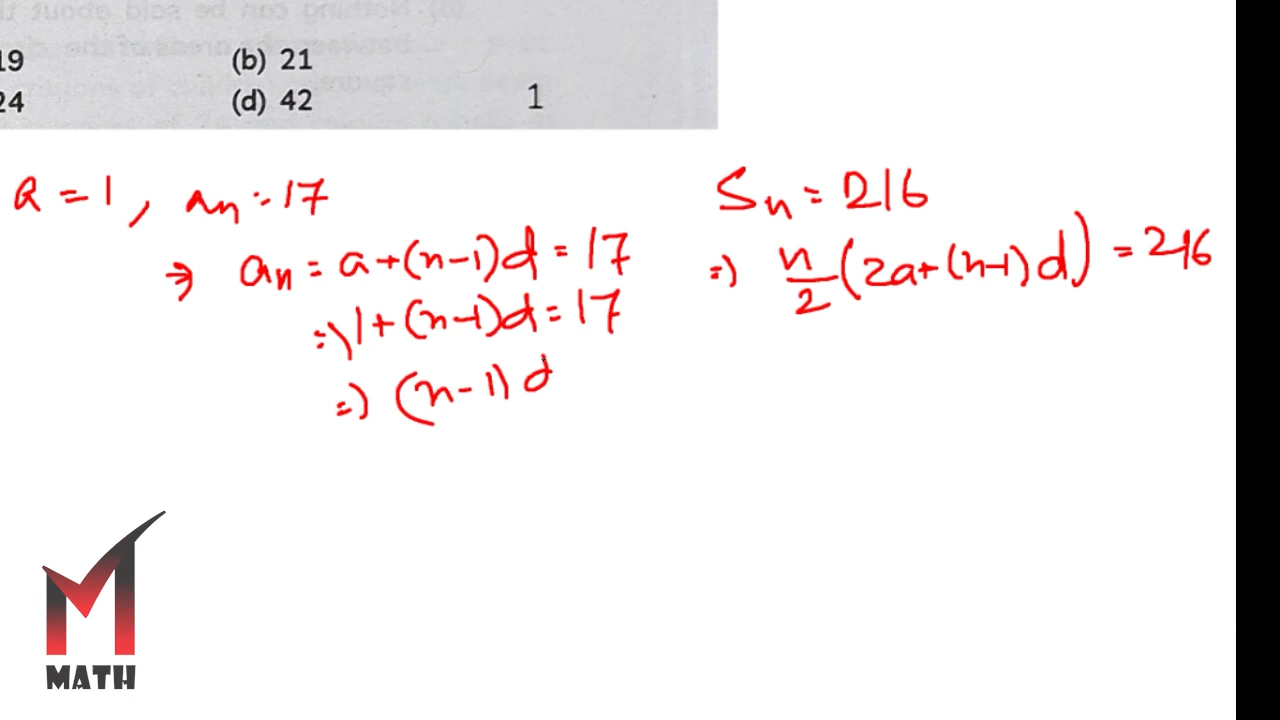 19 (b) 21
24 (d) 42 1
a = 1, an = 17
Sn = 216
⇒ an = a+(n-1)d = 17
⇒ n/2 (2a+(n-1)d) = 216
⇒ 1+(n-1)d = 17
⇒ (n-1)d
MATH